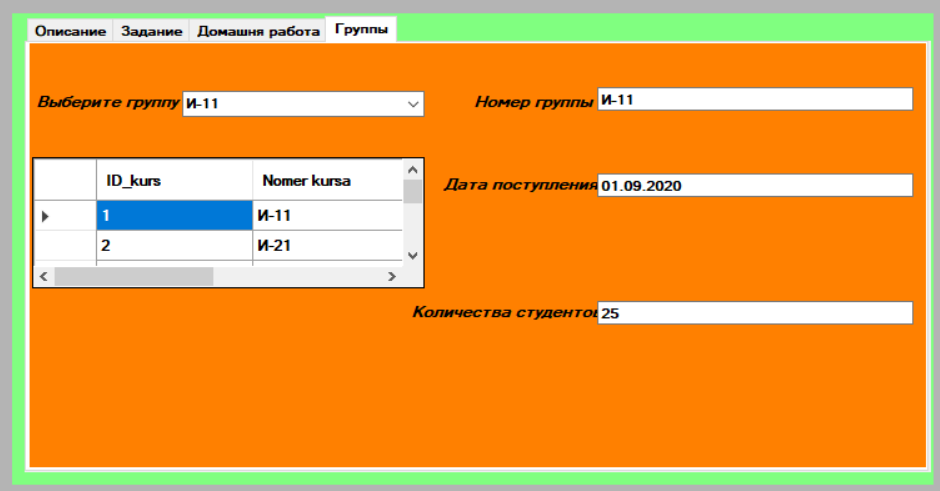 Описание Задание Домашня работа Группы
Выберите группу И-11
Номер группы И-11
ID_kurs Nomer kursa
1 И-11
2 И-21
Дата поступления 01.09.2020
Количества студентов 25